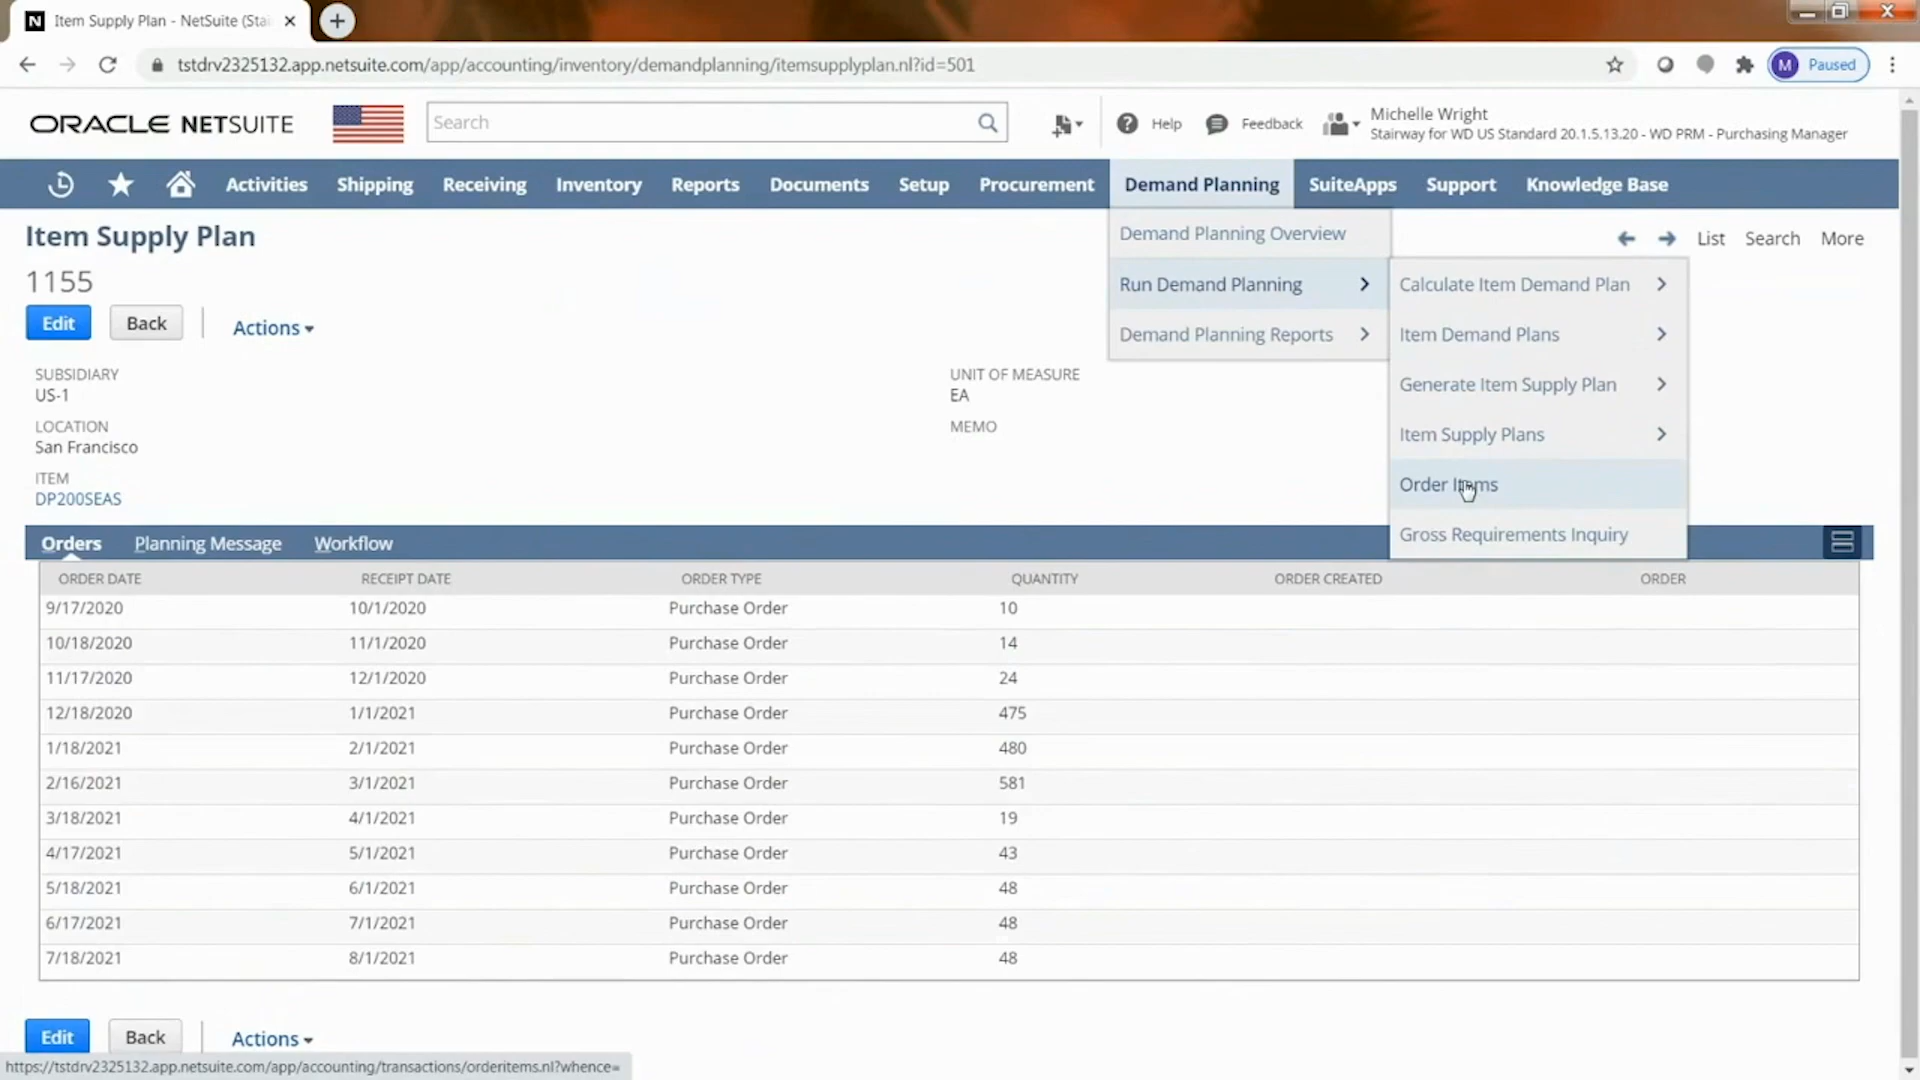 N Item Supply Plan - NetSuite (Stai
tstdrv2325132.app.netsuite.com/app/accounting/inventory/demandplanning/itemsupplyplan.nl?id=501
M Paused
ORACLE NETSUITE
Search
Help
Feedback
Michelle Wright
Stairway for WD US Standard 20.1.5.13.20 - WD PRM - Purchasing Manager
Activities Shipping Receiving Inventory Reports Documents Setup Procurement Demand Planning SuiteApps Support Knowledge Base
Item Supply Plan
Demand Planning Overview
List Search More
1155
Run Demand Planning
Calculate Item Demand Plan
Edit Back Actions
Demand Planning Reports
Item Demand Plans
Generate Item Supply Plan
Item Supply Plans
Order Items
Gross Requirements Inquiry
SUBSIDIARY
US-1
LOCATION
San Francisco
ITEM
DP200SEAS
UNIT OF MEASURE
EA
MEMO
Orders Planning Message Workflow
ORDER DATE RECEIPT DATE ORDER TYPE QUANTITY ORDER CREATED ORDER
9/17/2020 10/1/2020 Purchase Order 10
10/18/2020 11/1/2020 Purchase Order 14
11/17/2020 12/1/2020 Purchase Order 24
12/18/2020 1/1/2021 Purchase Order 475
1/18/2021 2/1/2021 Purchase Order 480
2/16/2021 3/1/2021 Purchase Order 581
3/18/2021 4/1/2021 Purchase Order 19
4/17/2021 5/1/2021 Purchase Order 43
5/18/2021 6/1/2021 Purchase Order 48
6/17/2021 7/1/2021 Purchase Order 48
7/18/2021 8/1/2021 Purchase Order 48
Edit Back Actions
https://tstdrv2325132.app.netsuite.com/app/accounting/transactions/orderitems.nl?whence=